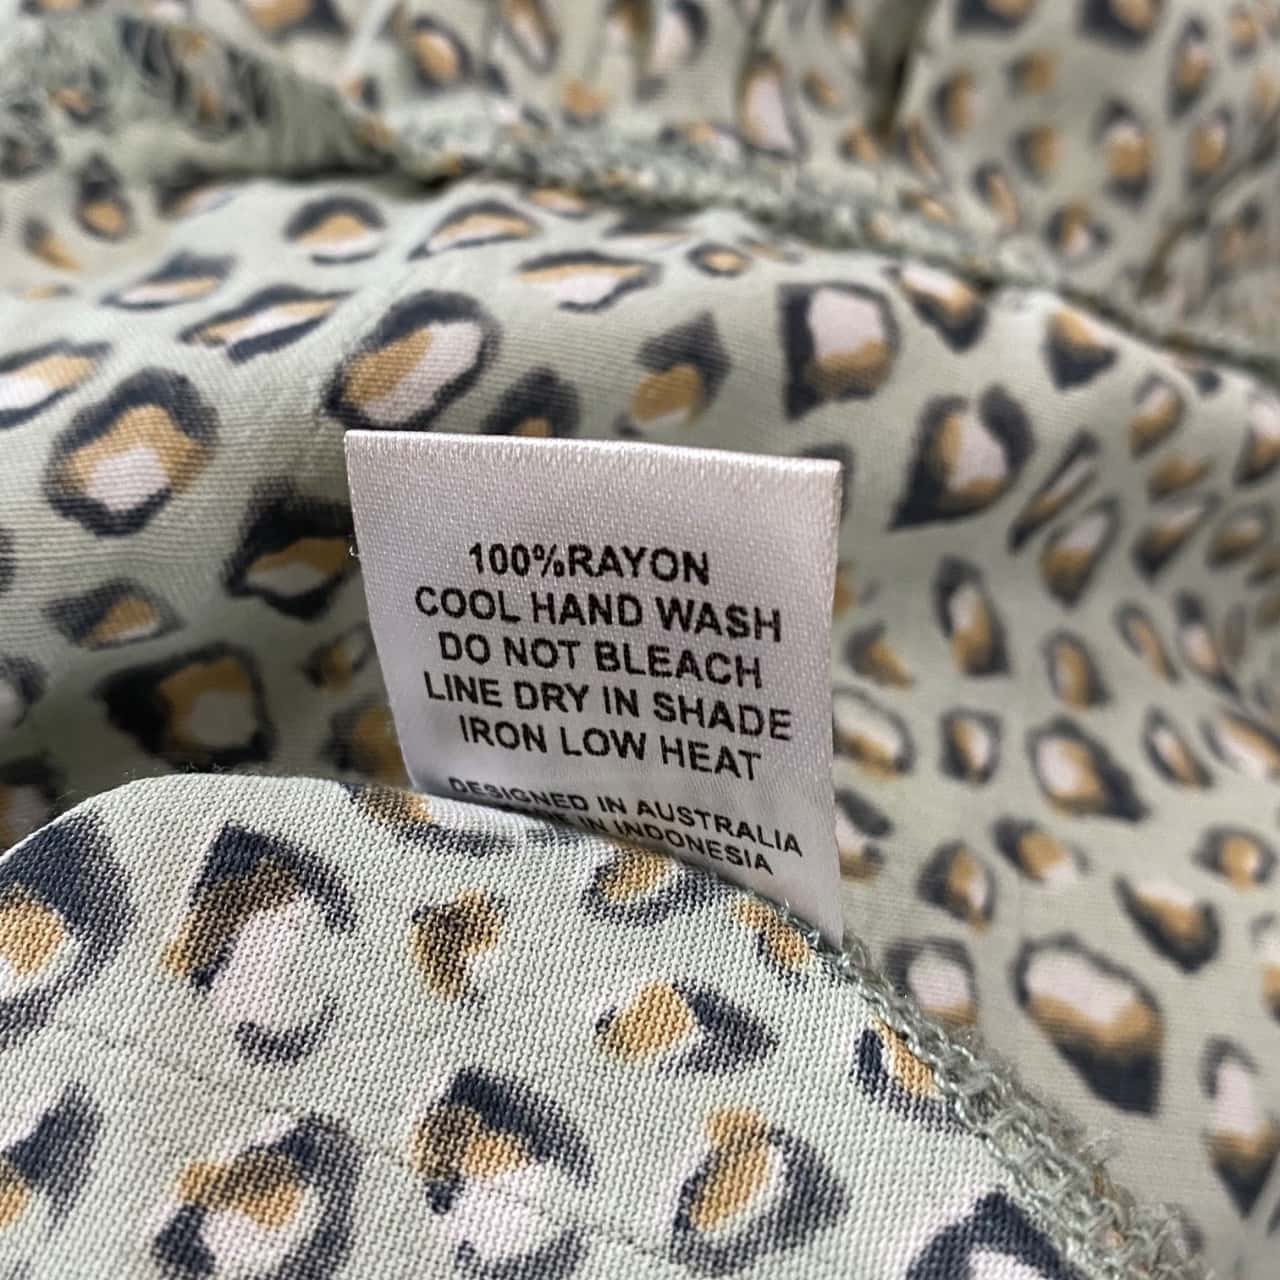 100%RAYON
COOL HAND WASH
DO NOT BLEACH
LINE DRY IN SHADE
IRON LOW HEAT
DESIGNED IN AUSTRALIA
IN INDONESIA